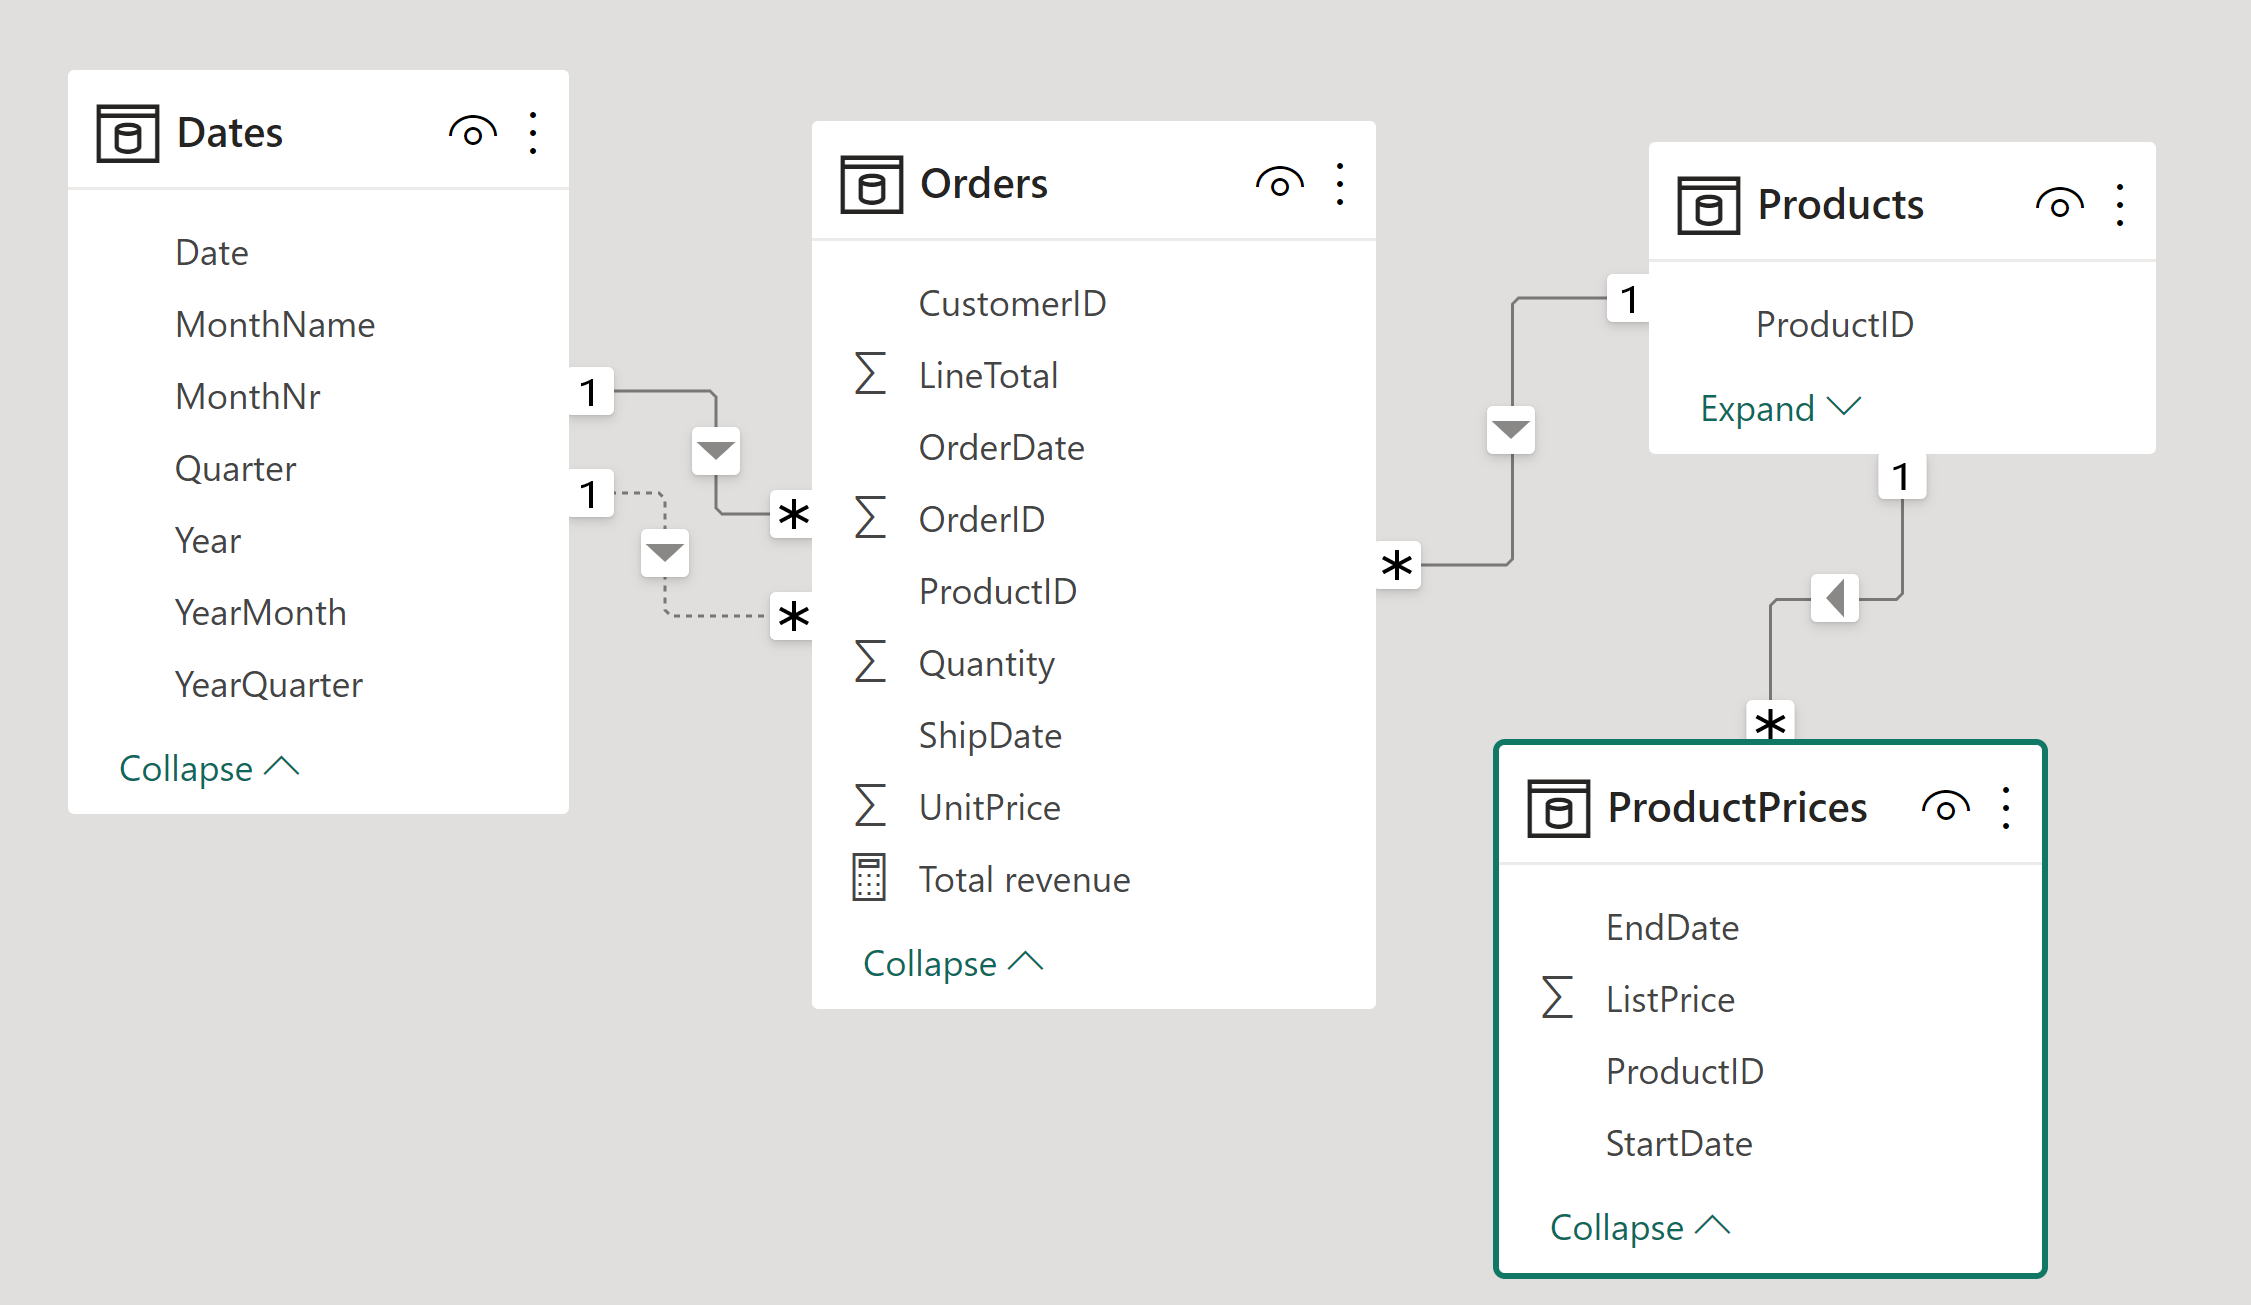 Dates
Date
MonthName
MonthNr
Quarter
Year
YearMonth
YearQuarter
Collapse
1
1
*
*
Orders
CustomerID
LineTotal
OrderDate
OrderID
ProductID
Quantity
ShipDate
UnitPrice
Total revenue
Collapse
*
1
Products
ProductID
Expand
1
*
ProductPrices
EndDate
ListPrice
ProductID
StartDate
Collapse